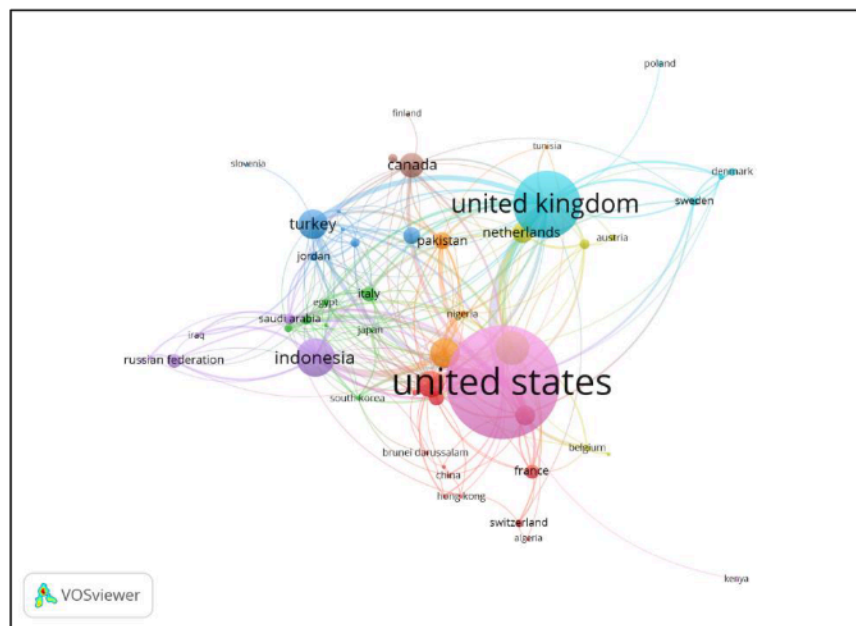 poland
finland
canada
tunisia
slovenia
denmark
united kingdom
sweden
turkey
netherlands
pakistan
austria
jordan
italy
egypt
nigeria
saudi arabia
japan
iraq
russian federation
indonesia
united states
south korea
belgium
brunei darussalam
china
france
hong kong
switzerland
algeria
kenya
VOSviewer